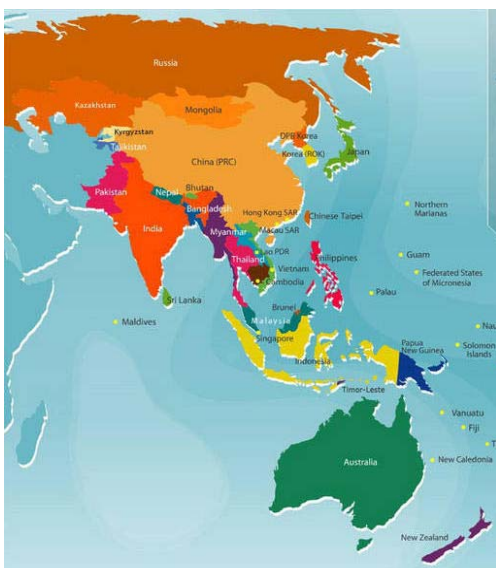 Russia
Kazakhstan
Mongolia
Kyrgyzstan
Tajikistan
DPR Korea
Korea (ROK)
Japan
China (PRC)
Pakistan
Nepal
Bhutan
Bangladesh
India
Myanmar
Hong Kong SAR
Macau SAR
Chinese Taipei
Northern
Marianas
Lao PDR
Thailand
Vietnam
Cambodia
Philippines
Guam
Federated States
of Micronesia
Palau
Sri Lanka
Maldives
Brunei
Malaysia
Singapore
Indonesia
Papua
New Guinea
Solomon
Islands
Timor-Leste
Vanuatu
Fiji
New Caledonia
Australia
New Zealand